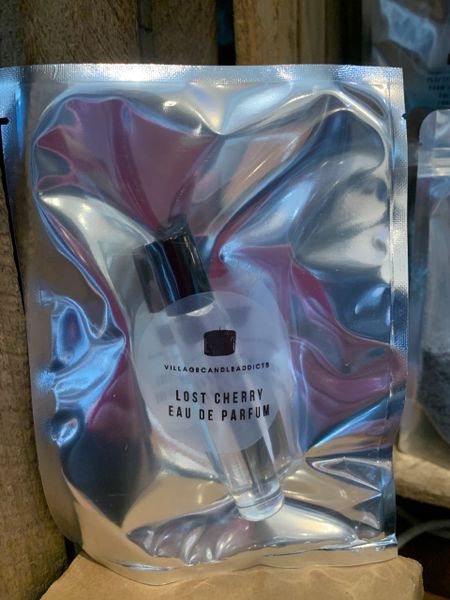 VILLAGECANDLEADDICTS
LOST CHERRY
EAU DE PARFUM